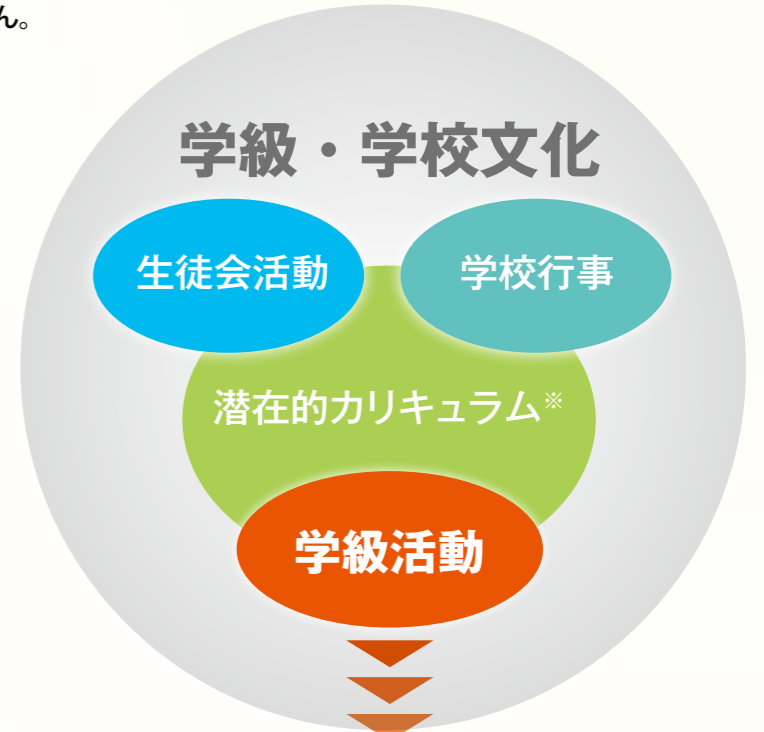 ん。
学級・学校文化
生徒会活動
学校行事
潜在的カリキュラム※
学級活動